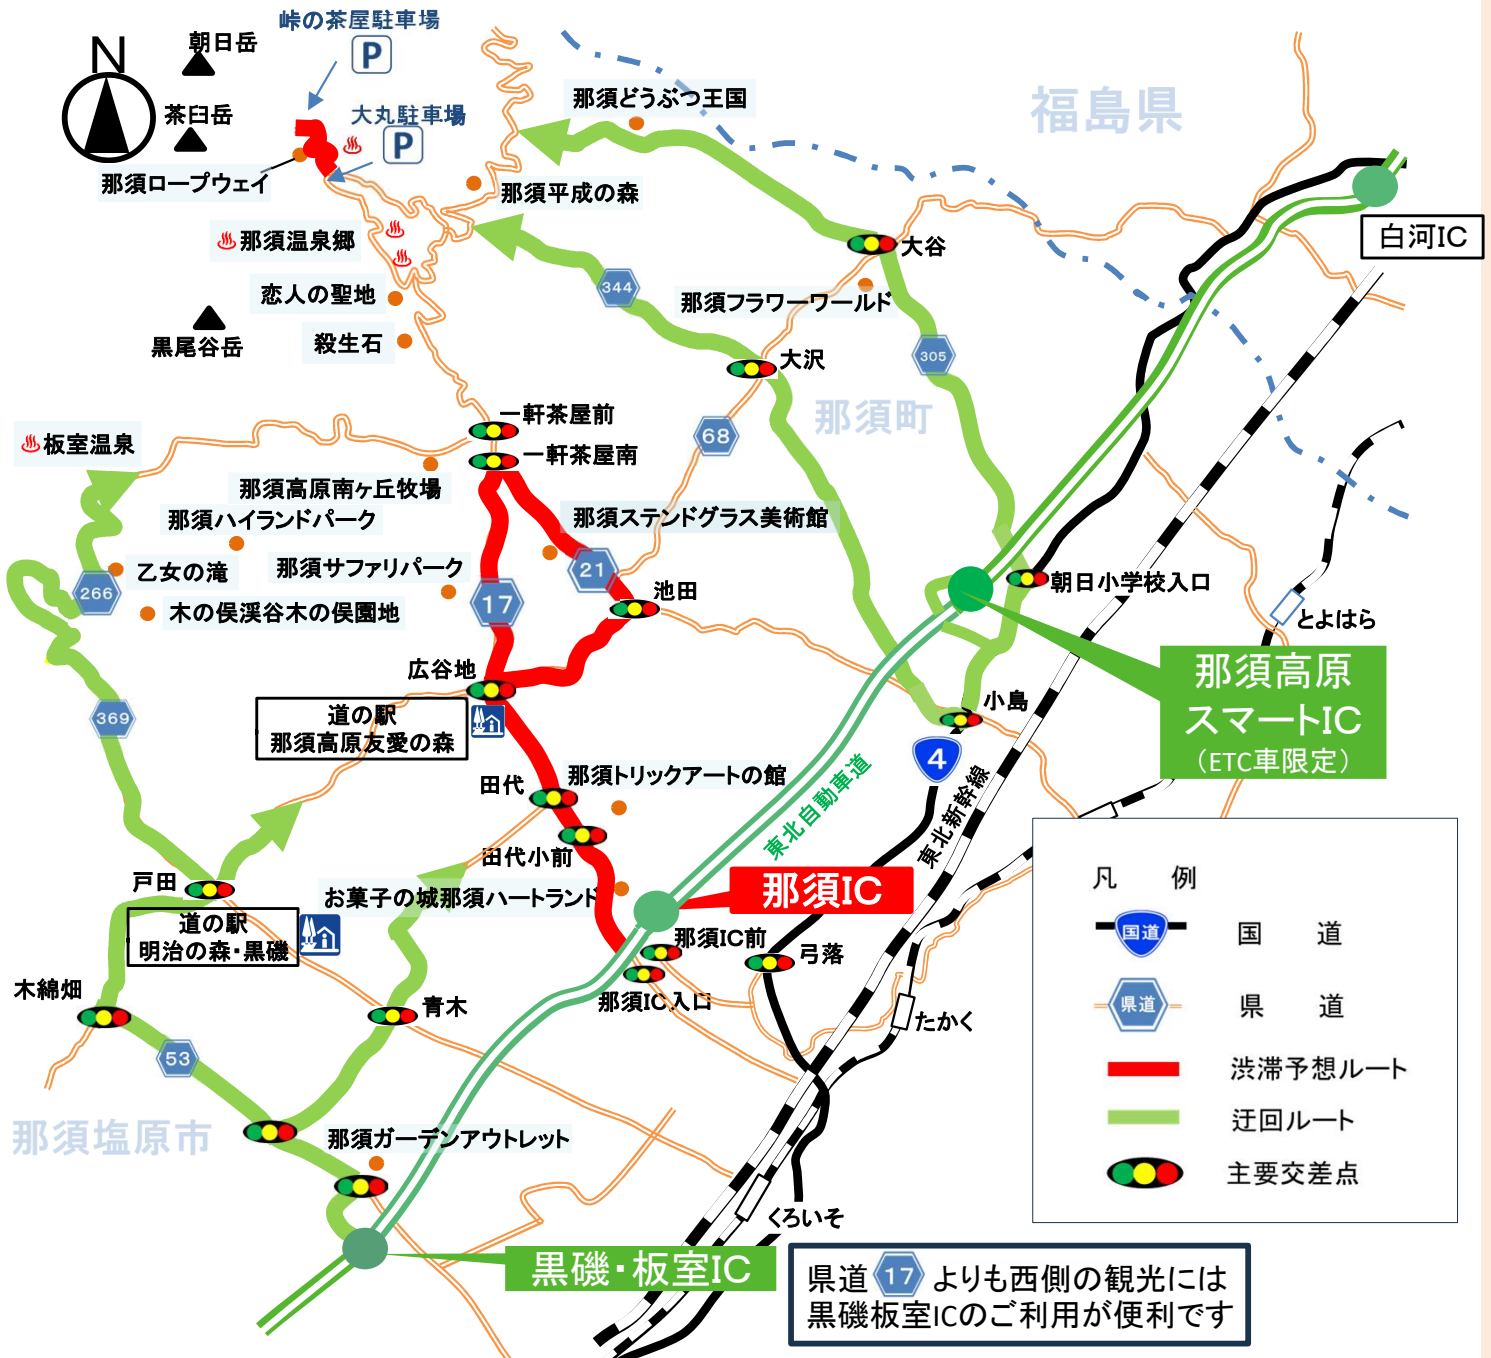 峠の茶屋駐車場
P
N
朝日岳
茶臼岳
大丸駐車場
P
那須ロープウェイ
那須どうぶつ王国
福島県
那須平成の森
白河IC
那須温泉郷
大谷
恋人の聖地
344
那須フラワーワールド
殺生石
黒尾谷岳
305
大沢
那須町
68
一軒茶屋前
一軒茶屋南
板室温泉
那須高原南ヶ丘牧場
那須ハイランドパーク
那須ステンドグラス美術館
那須サファリパーク
乙女の滝
266
木の俣渓谷木の俣園地
17
21
池田
朝日小学校入口
とよはら
広谷地
那須高原
スマートIC
(ETC車限定)
道の駅
那須高原友愛の森
369
小島
4
東北自動車道
東北新幹線
田代
那須トリックアートの館
田代小前
戸田
お菓子の城那須ハートランド
那須IC
道の駅
明治の森・黒磯
那須IC前
那須IC入口
弓落
木綿畑
青木
たかく
53
那須塩原市
那須ガーデンアウトレット
くろいそ
黒磯・板室IC
凡 例
国道
国 道
県道
県 道
渋滞予想ルート
迂回ルート
主要交差点
県道 17 よりも西側の観光には
黒磯板室ICのご利用が便利です